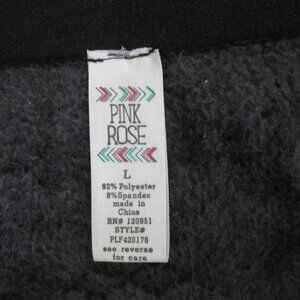 PINK
ROSE
L
92% Polyester
8%Spandex
made in
China
RN# 120951
STYLE#
PLF420176
see reverse
for care